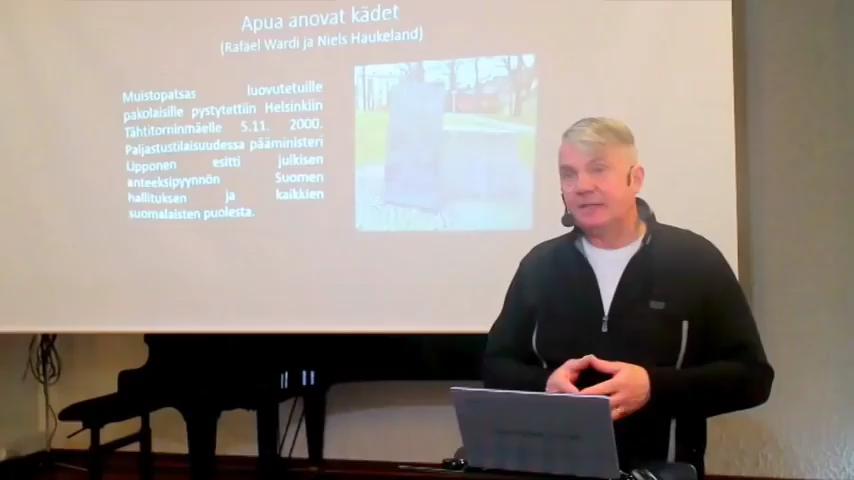 Apua anovat kädet
(Rafael Wardi ja Niels Haukeland)
Muistopatsas luovutetuille
pakolaisille pystytettiin Helsinkiin
Tähtitorninmäelle 5.11. 2000.
Paljastustilaisuudessa pääministeri
Lipponen esitti julkisen
anteeksipyynnön Suomen
hallituksen ja kaikkien
suomalaisten puolesta.